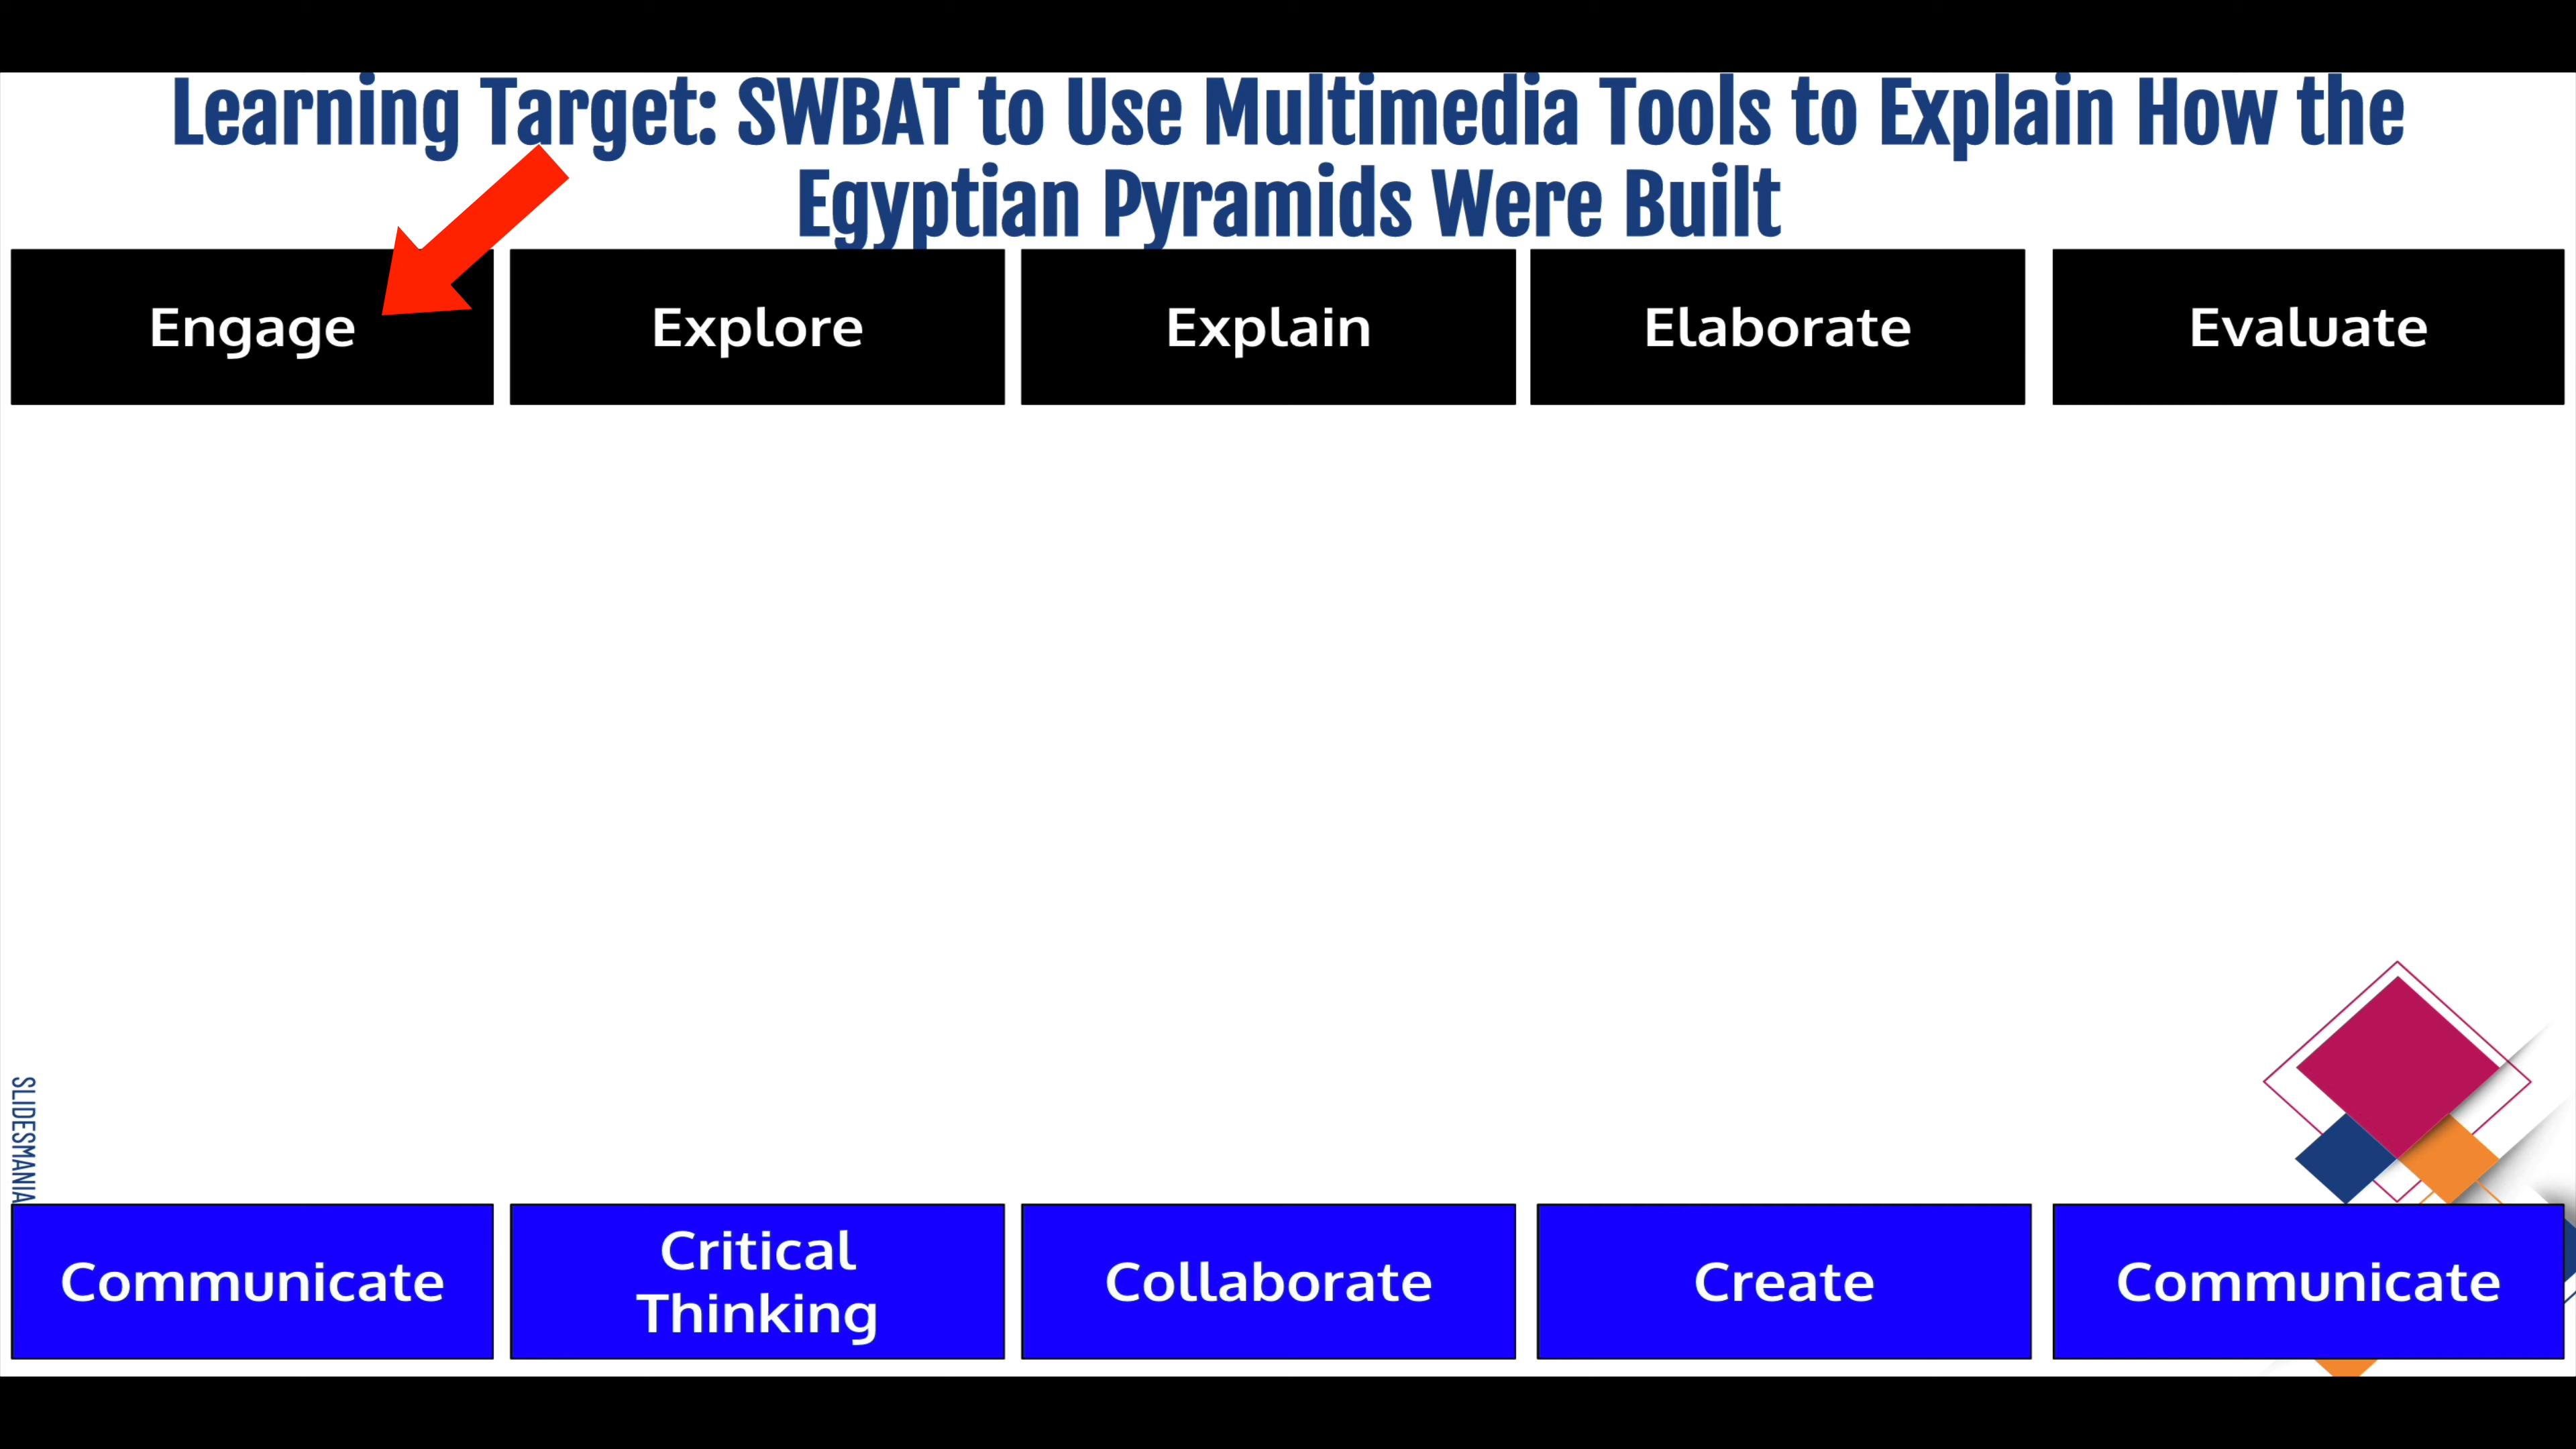 Learning Target: SWBAT to Use Multimedia Tools to Explain How the
Egyptian Pyramids Were Built
Engage
Explore
Explain
Elaborate
Evaluate
SLIDESMANIA
Communicate
Critical
Thinking
Collaborate
Create
Communicate